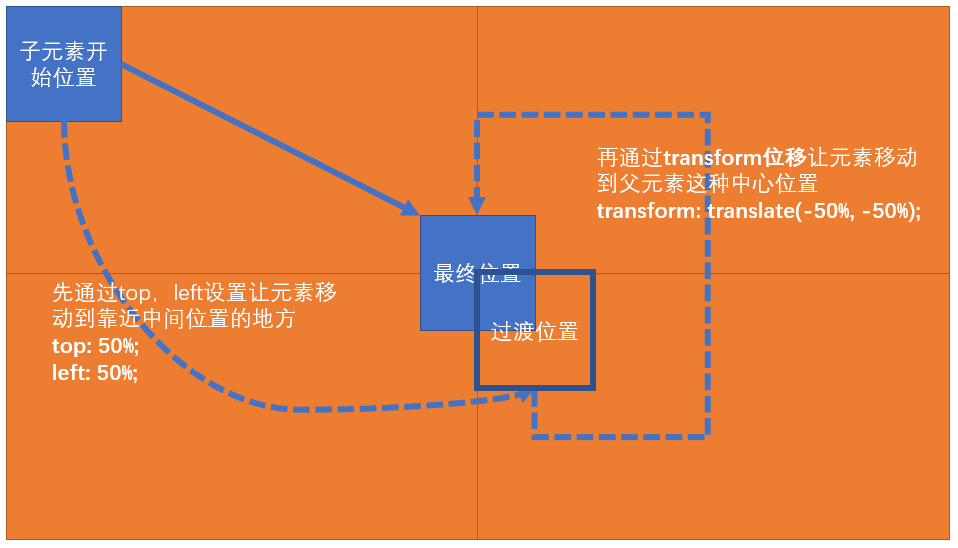 子元素开
始位置
再通过transform位移让元素移动
到父元素这种中心位置
transform: translate(-50%, -50%);
最终位置
先通过top，left设置让元素移
动到靠近中间位置的地方
top: 50%;
left: 50%;
过渡位置